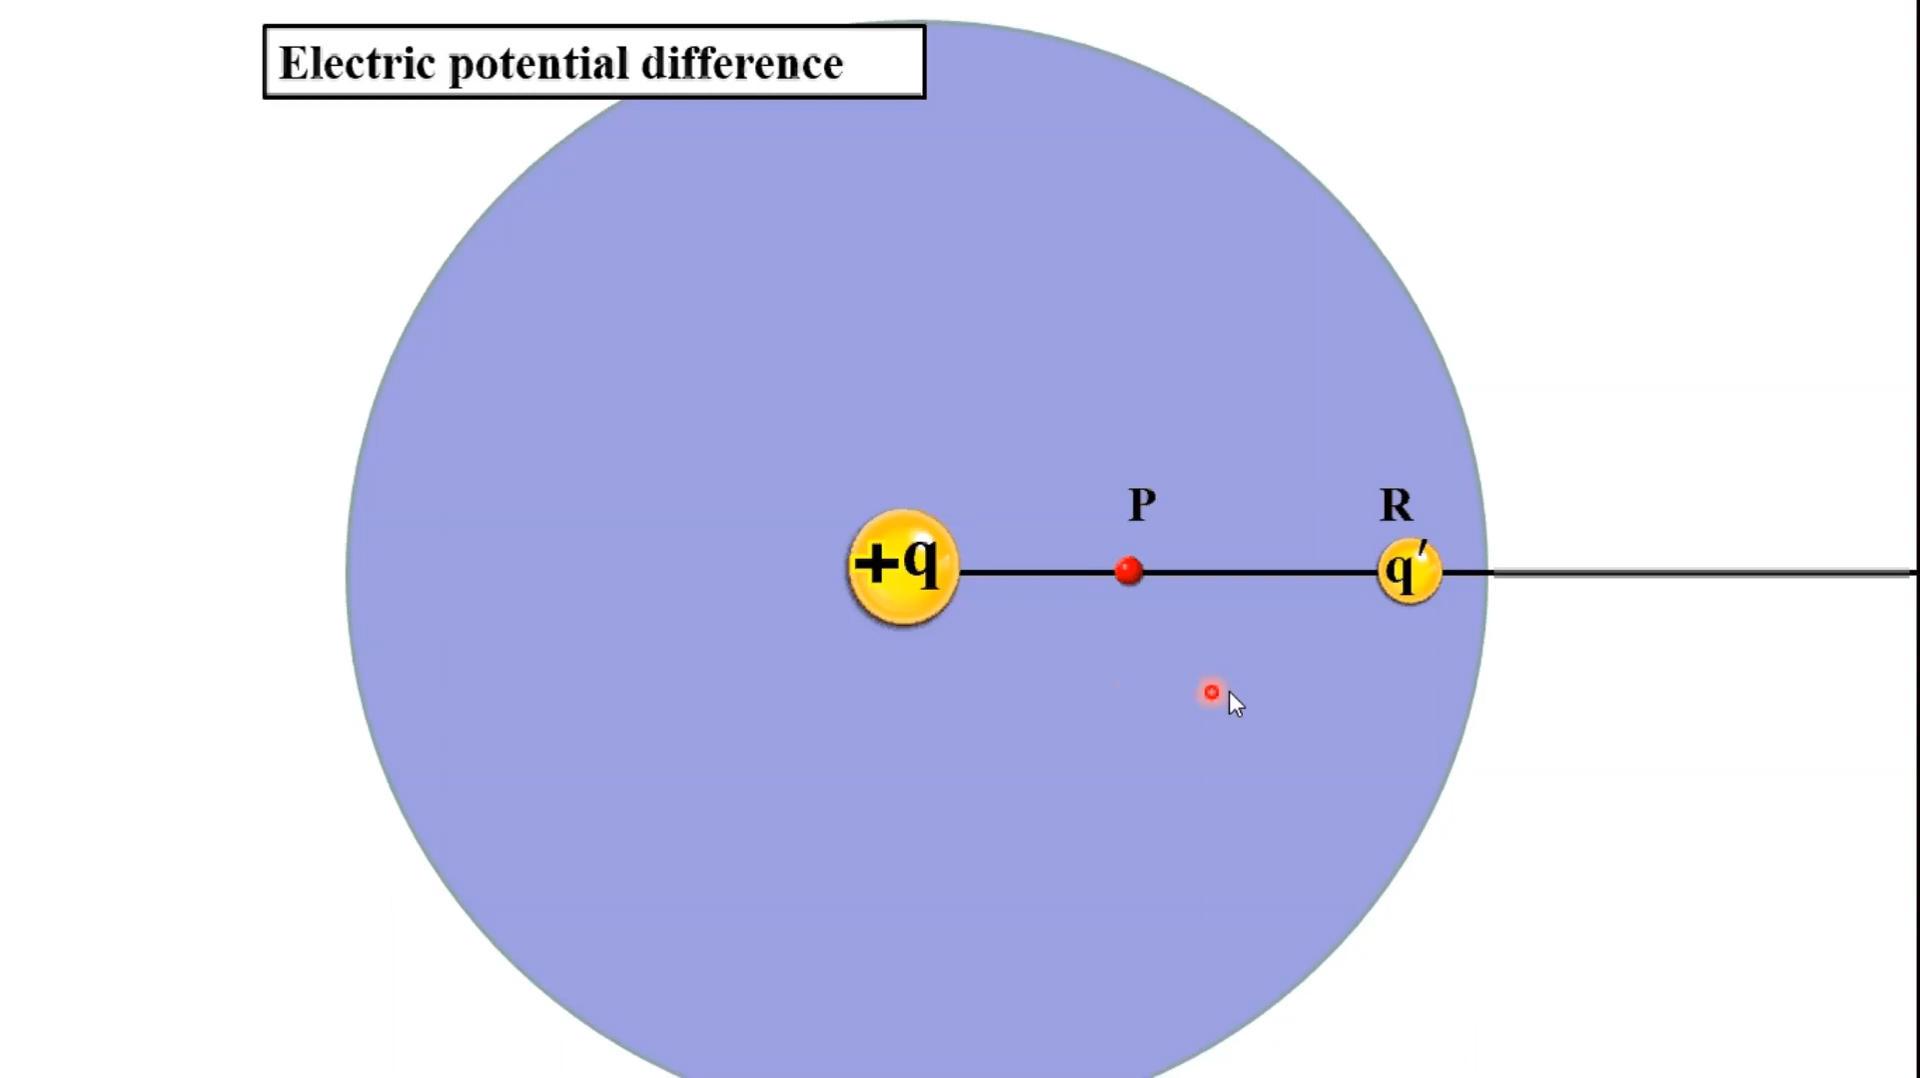 Electric potential difference
P
R
+q
q′